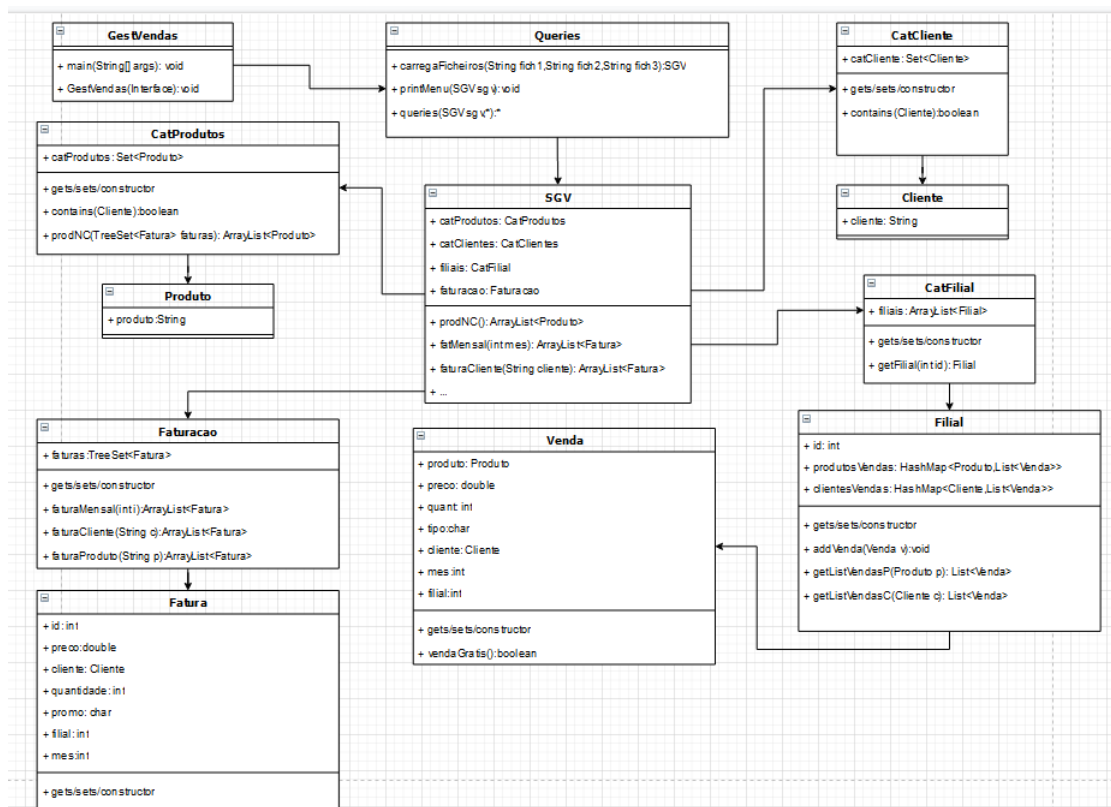 GestVendas
+ main(String[] args): void
+ GestVendas(Interface):void
Queries
+ carregaFicheiros(String fich1,String fich2,String fich3):SGV
+ printMenu(SGV sgv):void
+ queries(SGV sgv,*):*
CatCliente
+ catCliente: Set<Cliente>
+ gets/sets/constructor
+ contains(Cliente):boolean
CatProdutos
+ catProdutos: Set<Produto>
+ gets/sets/constructor
+ contains(Cliente):boolean
+ prodNC(TreeSet<Fatura> faturas): ArrayList<Produto>
SGV
+ catProdutos: CatProdutos
+ catClientes: CatClientes
+ filiais: CatFilial
+ faturacao: Faturacao
+ prodNC(): ArrayList<Produto>
+ fatMensal(int mes): ArrayList<Fatura>
+ faturaCliente(String cliente): ArrayList<Fatura>
+ ...
Cliente
+ cliente: String
Produto
+ produto:String
CatFilial
+ filiais: ArrayList<Filial>
+ gets/sets/constructor
+ getFilial(int id): Filial
Faturacao
+ faturas:TreeSet<Fatura>
+ gets/sets/constructor
+ faturaMensal(int i):ArrayList<Fatura>
+ faturaCliente(String c):ArrayList<Fatura>
+ faturaProduto(String p):ArrayList<Fatura>
Venda
+ produto: Produto
+ preco: double
+ quant: int
+ tipo:char
+ cliente: Cliente
+ mes:int
+ filial:int
+ gets/sets/constructor
+ vendaGratis():boolean
Filial
+ id: int
+ produtosVendas: HashMap<Produto,List<Venda>>
+ clientesVendas: HashMap<Cliente,List<Venda>>
+ gets/sets/constructor
+ addVenda(Venda v):void
+ getListVendasP(Produto p): List<Venda>
+ getListVendasC(Cliente c): List<Venda>
Fatura
+ id: int
+ preco:double
+ cliente: Cliente
+ quantidade: int
+ promo: char
+ filial: int
+ mes:int
+ gets/sets/constructor